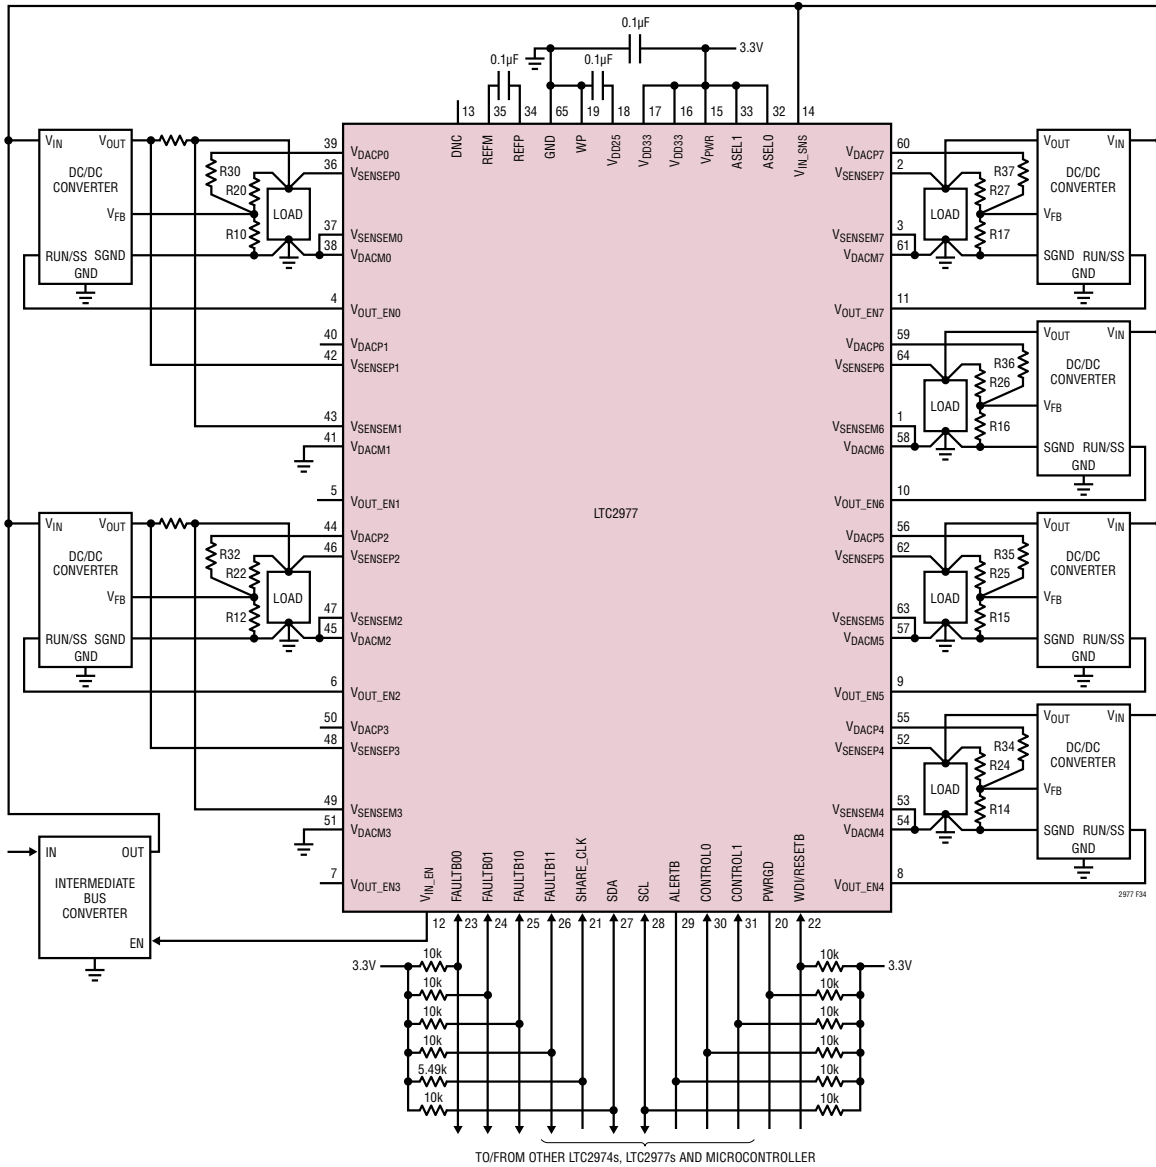 0.1µF
3.3V
0.1µF 0.1µF
13 35 34 65 19 18 17 16 15 33 32 14
DNC REFM REFP GND WP VDD25 VDD33 VDD33 VPWR ASEL1 ASEL0 VIN_SNS
LTC2977
VIN VOUT
DC/DC
CONVERTER
VFB
RUN/SS SGND
GND
R30
R20
R10
LOAD
39 VDACP0
36 VSENSEP0
37 VSENSEM0
38 VDACM0
4 VOUT_EN0
40 VDACP1
42 VSENSEP1
43 VSENSEM1
41 VDACM1
5 VOUT_EN1
VIN VOUT
DC/DC
CONVERTER
VFB
RUN/SS SGND
GND
R32
R22
R12
LOAD
44 VDACP2
46 VSENSEP2
47 VSENSEM2
45 VDACM2
6 VOUT_EN2
50 VDACP3
48 VSENSEP3
49 VSENSEM3
51 VDACM3
7 VOUT_EN3
IN OUT
INTERMEDIATE
BUS
CONVERTER
EN
VDACP7 60
VSENSEP7 2
VSENSEM7 3
VDACM7 61
VOUT_EN7 11
LOAD
R37
R27
R17
VOUT VIN
DC/DC
CONVERTER
VFB
SGND RUN/SS
GND
VDACP6 59
VSENSEP6 64
VSENSEM6 1
VDACM6 58
VOUT_EN6 10
LOAD
R36
R26
R16
VOUT VIN
DC/DC
CONVERTER
VFB
SGND RUN/SS
GND
VDACP5 56
VSENSEP5 62
VSENSEM5 63
VDACM5 57
VOUT_EN5 9
LOAD
R35
R25
R15
VOUT VIN
DC/DC
CONVERTER
VFB
SGND RUN/SS
GND
VDACP4 55
VSENSEP4 52
VSENSEM4 53
VDACM4 54
VOUT_EN4 8
LOAD
R34
R24
R14
VOUT VIN
DC/DC
CONVERTER
VFB
SGND RUN/SS
GND
2977 F34
VIN_EN FAULTB00 FAULTB01 FAULTB10 FAULTB11 SHARE_CLK SDA SCL ALERTB CONTROL0 CONTROL1 PWRGD WDI/RESETB
12 23 24 25 26 21 27 28 29 30 31 20 22
3.3V 10k 10k 3.3V
10k 10k
10k 10k
10k 10k
5.49k 10k
10k 10k
TO/FROM OTHER LTC2974s, LTC2977s AND MICROCONTROLLER